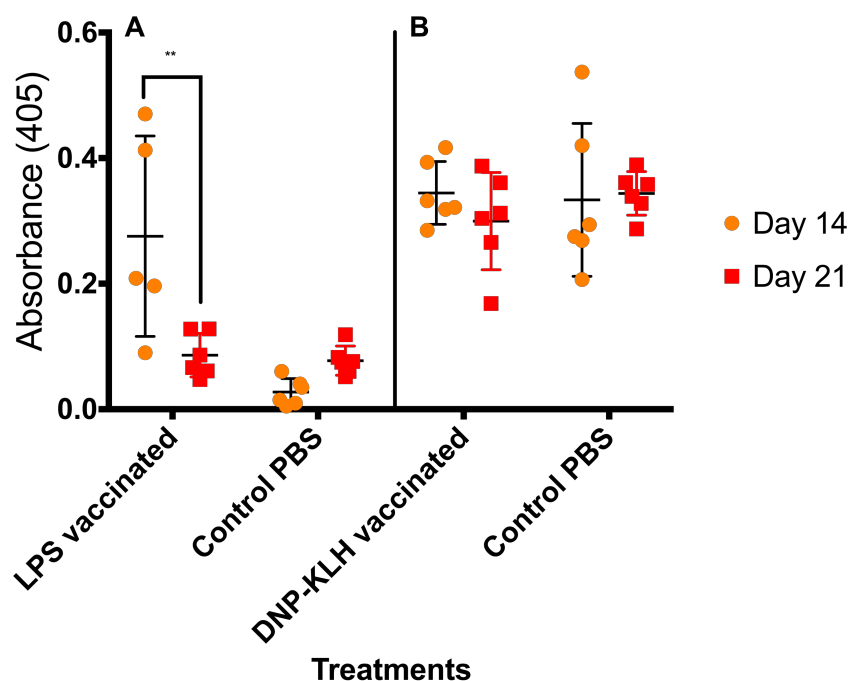 A
B
**
0.6
0.4
0.2
0.0
Absorbance (405)
Day 14
Day 21
LPS vaccinated
Control PBS
DNP-KLH vaccinated
Control PBS
Treatments